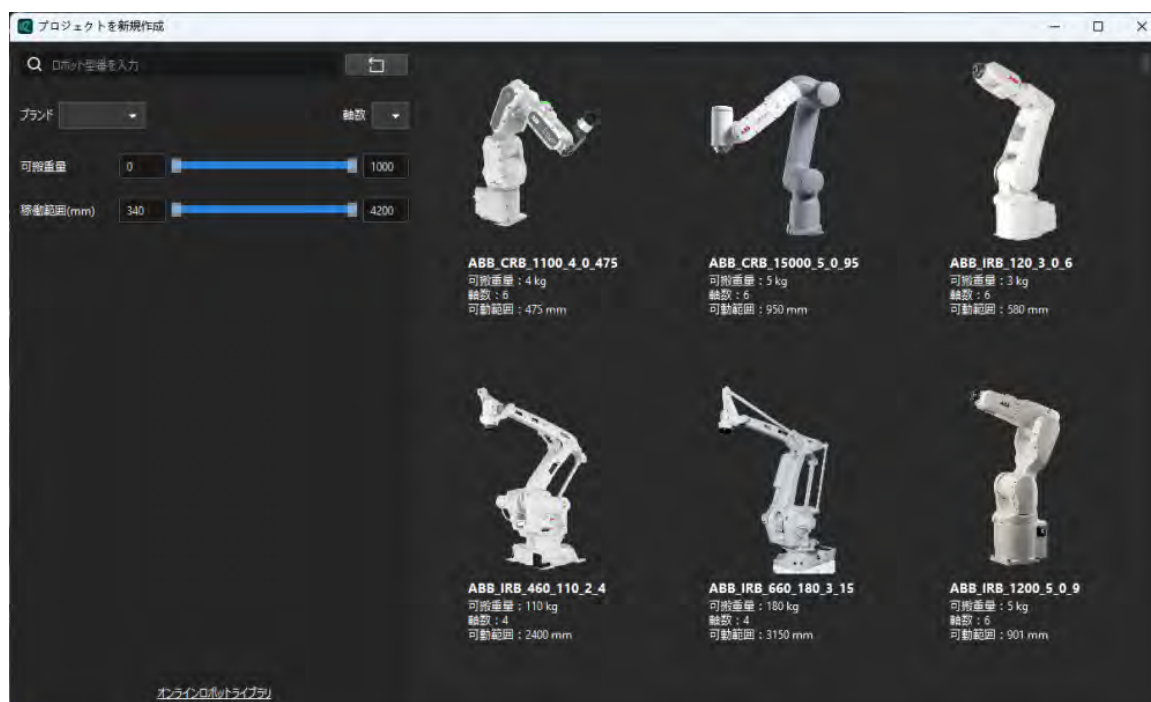 プロジェクトを新規作成
ロボット型番を入力
ブランド
軸数
可搬重量 0 1000
稼働範囲(mm) 340 4200
ABB_CRB_1100_4_0_475
可搬重量：4 kg
軸数：6
可動範囲：475 mm
ABB_CRB_15000_5_0_95
可搬重量：5 kg
軸数：6
可動範囲：950 mm
ABB_IRB_120_3_0_6
可搬重量：3 kg
軸数：6
可動範囲：580 mm
ABB_IRB_460_110_2_4
可搬重量：110 kg
軸数：4
可動範囲：2400 mm
ABB_IRB_660_180_3_15
可搬重量：180 kg
軸数：4
可動範囲：3150 mm
ABB_IRB_1200_5_0_9
可搬重量：5 kg
軸数：6
可動範囲：901 mm
オンラインロボットライブラリ